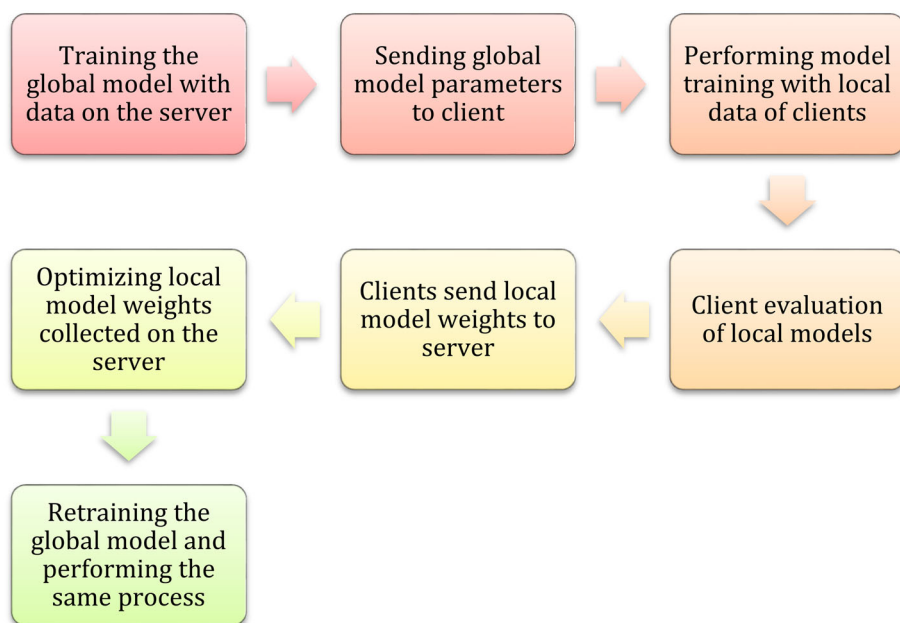 Training the
global model with
data on the server
Sending global
model parameters
to client
Performing model
training with local
data of clients
Client evaluation
of local models
Clients send local
model weights to
server
Optimizing local
model weights
collected on the
server
Retraining the
global model and
performing the
same process